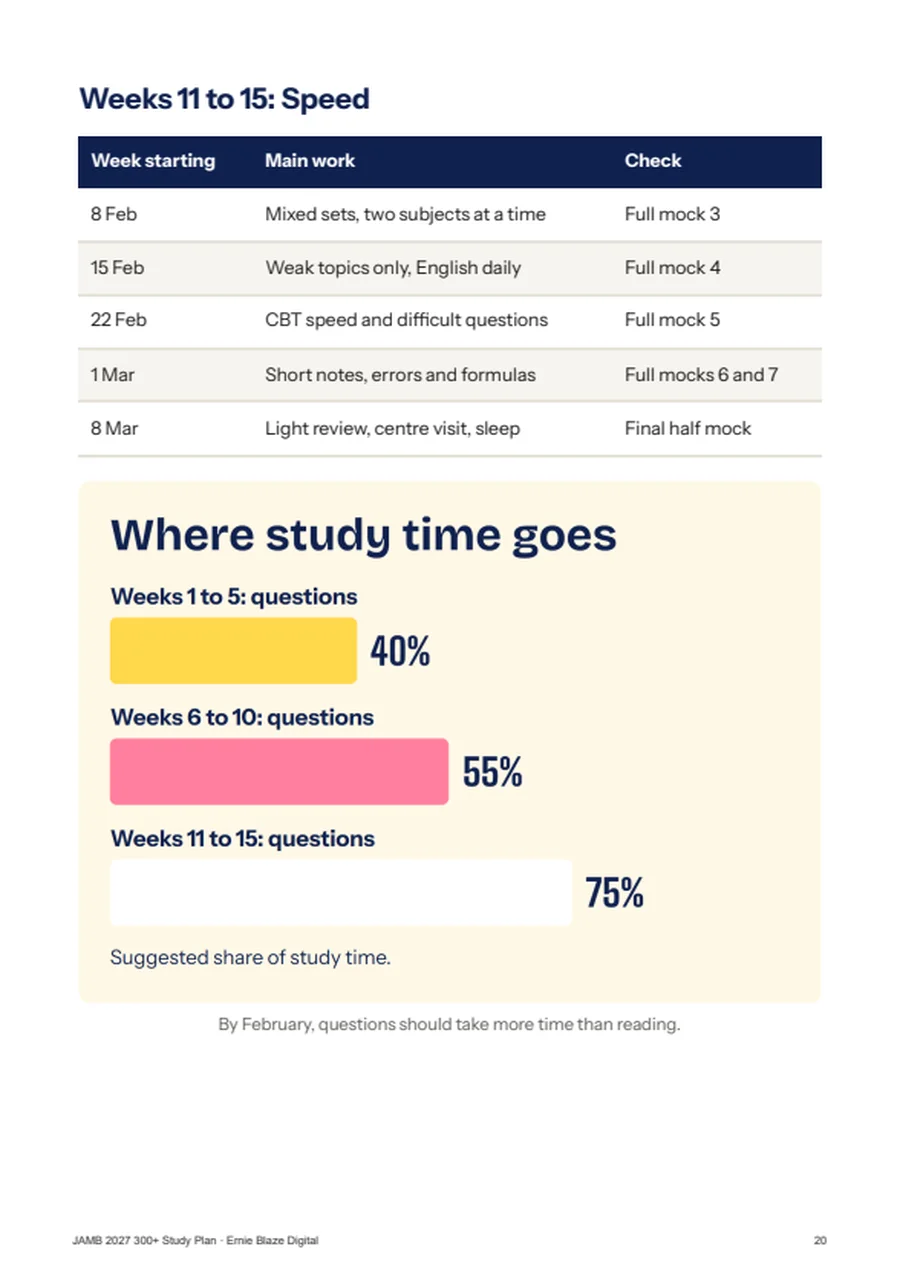 Weeks 11 to 15: Speed
Week starting Main work Check
8 Feb Mixed sets, two subjects at a time Full mock 3
15 Feb Weak topics only, English daily Full mock 4
22 Feb CBT speed and difficult questions Full mock 5
1 Mar Short notes, errors and formulas Full mocks 6 and 7
8 Mar Light review, centre visit, sleep Final half mock
Where study time goes
Weeks 1 to 5: questions
40%
Weeks 6 to 10: questions
55%
Weeks 11 to 15: questions
75%
Suggested share of study time.
By February, questions should take more time than reading.
JAMB 2027 300+ Study Plan · Ernie Blaze Digital 20